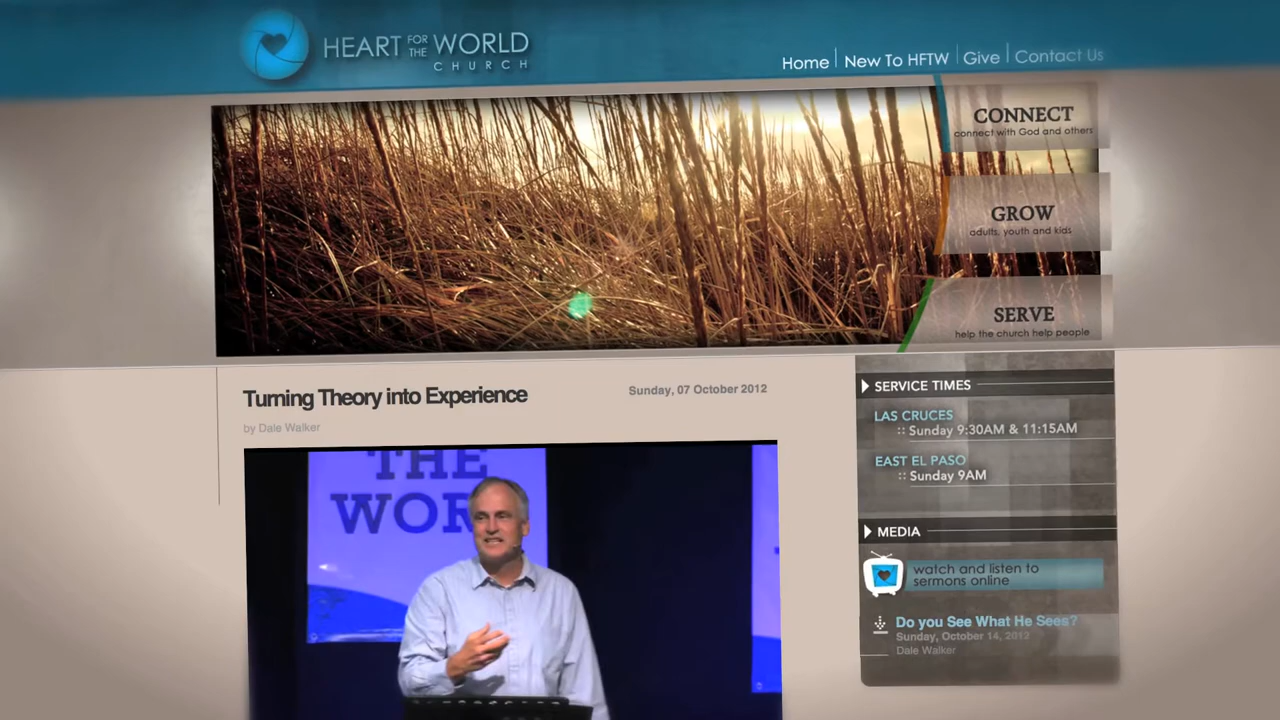 HEART FOR THE WORLD
CHURCH
Home
New To HFTW
Give
Contact Us
CONNECT
connect with God and others
GROW
adults, youth and kids
SERVE
help the church help people
Turning Theory into Experience
Sunday, 07 October 2012
by Dale Walker
THE
WOR
SERVICE TIMES
LAS CRUCES
:: Sunday 9:30AM & 11:15AM
EAST EL PASO
:: Sunday 9AM
MEDIA
watch and listen to
sermons online
Do you See What He Sees?
Sunday, October 14, 2012
Dale Walker